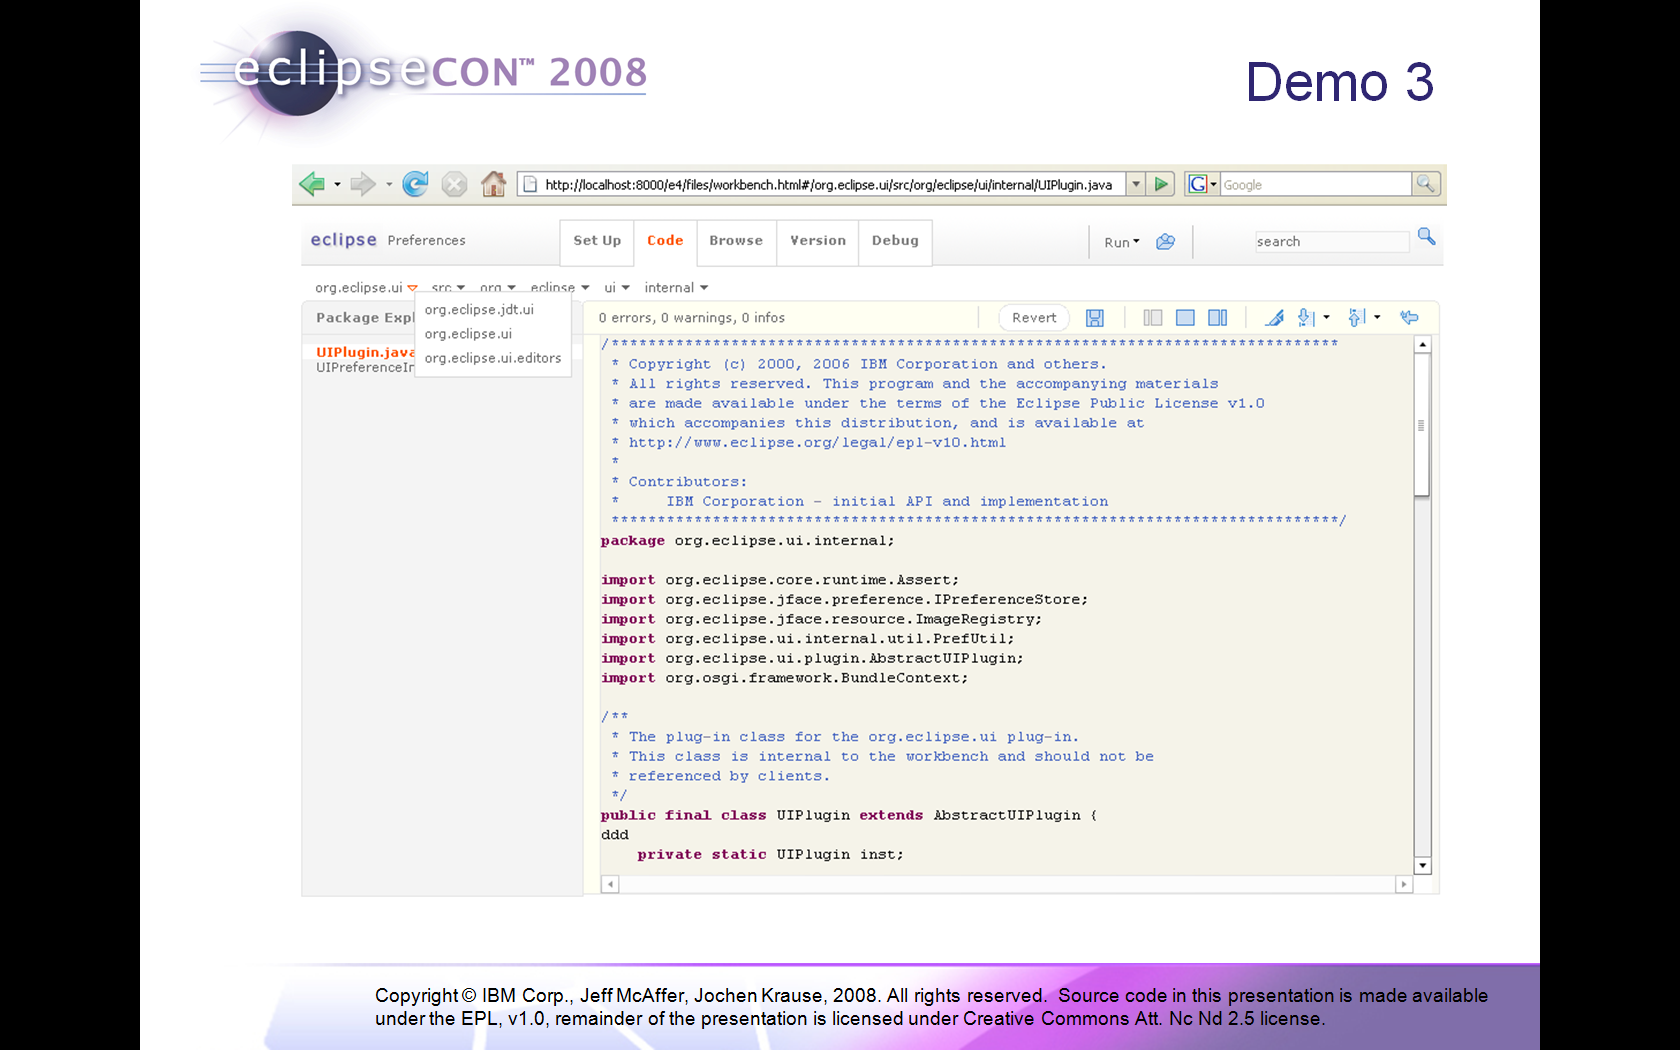 eclipseCON™ 2008
Demo 3
http://localhost:8000/e4/files/workbench.html#/org.eclipse.ui/src/org/eclipse/ui/internal/UIPlugin.java
G
Google
eclipse Preferences
Set Up
Code
Browse
Version
Debug
Run
search
org.eclipse.ui src org eclipse ui internal
org.eclipse.jdt.ui
org.eclipse.ui
org.eclipse.ui.editors
Package Expl
UIPlugin.java
UIPreferenceIn
0 errors, 0 warnings, 0 infos
Revert
/*******************************************************************************
* Copyright (c) 2000, 2006 IBM Corporation and others.
* All rights reserved. This program and the accompanying materials
* are made available under the terms of the Eclipse Public License v1.0
* which accompanies this distribution, and is available at
* http://www.eclipse.org/legal/epl-v10.html
*
* Contributors:
*     IBM Corporation - initial API and implementation
*******************************************************************************/
package org.eclipse.ui.internal;
import org.eclipse.core.runtime.Assert;
import org.eclipse.jface.preference.IPreferenceStore;
import org.eclipse.jface.resource.ImageRegistry;
import org.eclipse.ui.internal.util.PrefUtil;
import org.eclipse.ui.plugin.AbstractUIPlugin;
import org.osgi.framework.BundleContext;
/**
* The plug-in class for the org.eclipse.ui plug-in.
* This class is internal to the workbench and should not be
* referenced by clients.
*/
public final class UIPlugin extends AbstractUIPlugin {
ddd
private static UIPlugin inst;
Copyright © IBM Corp., Jeff McAffer, Jochen Krause, 2008. All rights reserved. Source code in this presentation is made available
under the EPL, v1.0, remainder of the presentation is licensed under Creative Commons Att. Nc Nd 2.5 license.